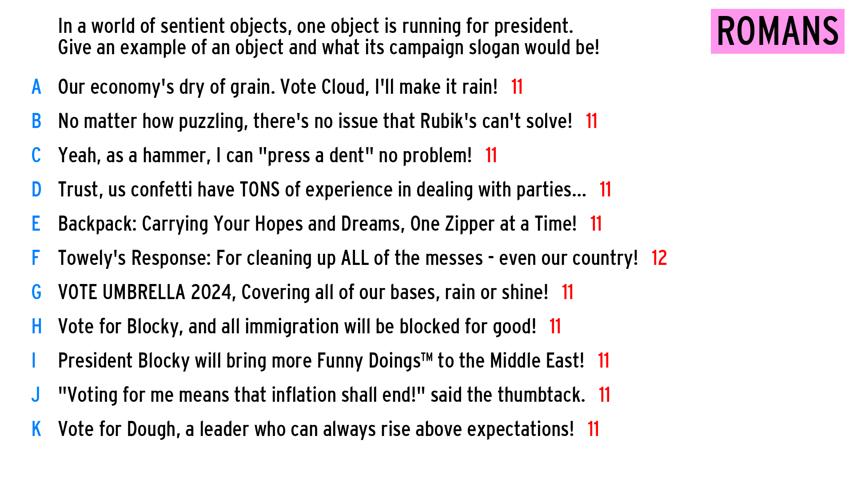 In a world of sentient objects, one object is running for president.
Give an example of an object and what its campaign slogan would be!
ROMANS
A Our economy's dry of grain. Vote Cloud, I'll make it rain! 11
B No matter how puzzling, there's no issue that Rubik's can't solve! 11
C Yeah, as a hammer, I can "press a dent" no problem! 11
D Trust, us confetti have TONS of experience in dealing with parties... 11
E Backpack: Carrying Your Hopes and Dreams, One Zipper at a Time! 11
F Towely's Response: For cleaning up ALL of the messes - even our country! 12
G VOTE UMBRELLA 2024, Covering all of our bases, rain or shine! 11
H Vote for Blocky, and all immigration will be blocked for good! 11
I President Blocky will bring more Funny Doings™ to the Middle East! 11
J "Voting for me means that inflation shall end!" said the thumbtack. 11
K Vote for Dough, a leader who can always rise above expectations! 11